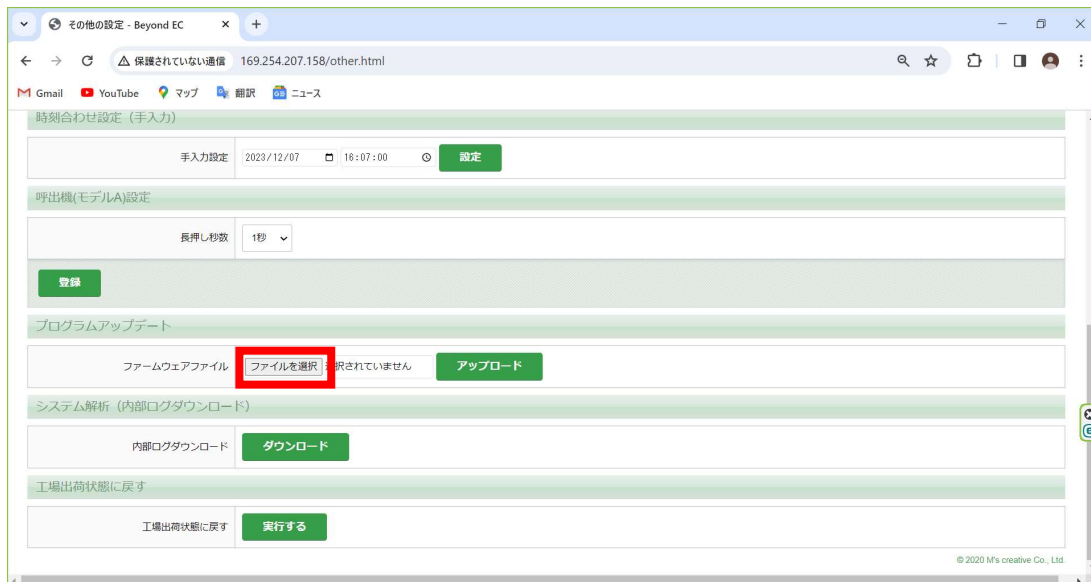 その他の設定 - Beyond EC
保護されていない通信 169.254.207.158/other.html
Gmail YouTube マップ 翻訳 ニュース
時刻合わせ設定（手入力）
手入力設定 2023/12/07 16:07:00 設定
呼出機(モデルA)設定
長押し秒数 1秒
登録
プログラムアップデート
ファームウェアファイル ファイルを選択 択されていません アップロード
システム解析（内部ログダウンロード）
内部ログダウンロード ダウンロード
工場出荷状態に戻す
工場出荷状態に戻す 実行する
© 2020 M's creative Co., Ltd.